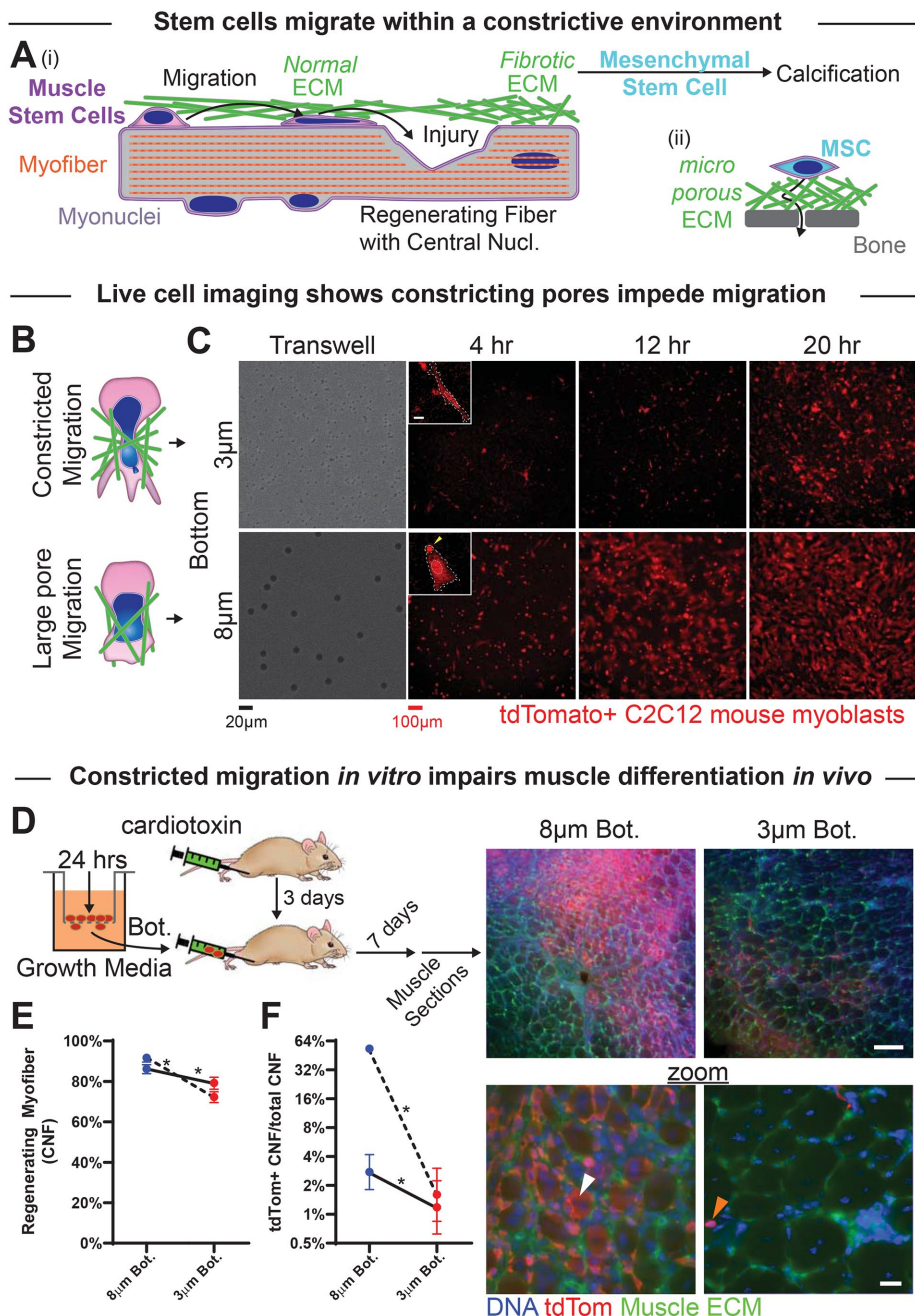 Stem cells migrate within a constrictive environment
A (i)
Migration
Normal
ECM
Fibrotic
ECM
Mesenchymal
Stem Cell
Calcification
Muscle
Stem Cells
Injury
Myofiber
Myonuclei
Regenerating Fiber
with Central Nucl.
(ii)
MSC
micro
porous
ECM
Bone
Live cell imaging shows constricting pores impede migration
B
Constricted
Migration
Large pore
Migration
C
Transwell
4 hr
12 hr
20 hr
Bottom
3μm
8μm
20μm
100μm
tdTomato+ C2C12 mouse myoblasts
Constricted migration in vitro impairs muscle differentiation in vivo
D
24 hrs
cardiotoxin
3 days
Bot.
Growth Media
7 days
Muscle
Sections
8μm Bot.
3μm Bot.
zoom
DNA tdTom Muscle ECM
E
Regenerating Myofiber
(CNF)
100%
80%
60%
40%
20%
0%
*
*
8μm Bot.
3μm Bot.
F
tdTom+ CNF/total CNF
64%
32%
16%
8%
4%
2%
1%
0.5%
*
*
8μm Bot.
3μm Bot.